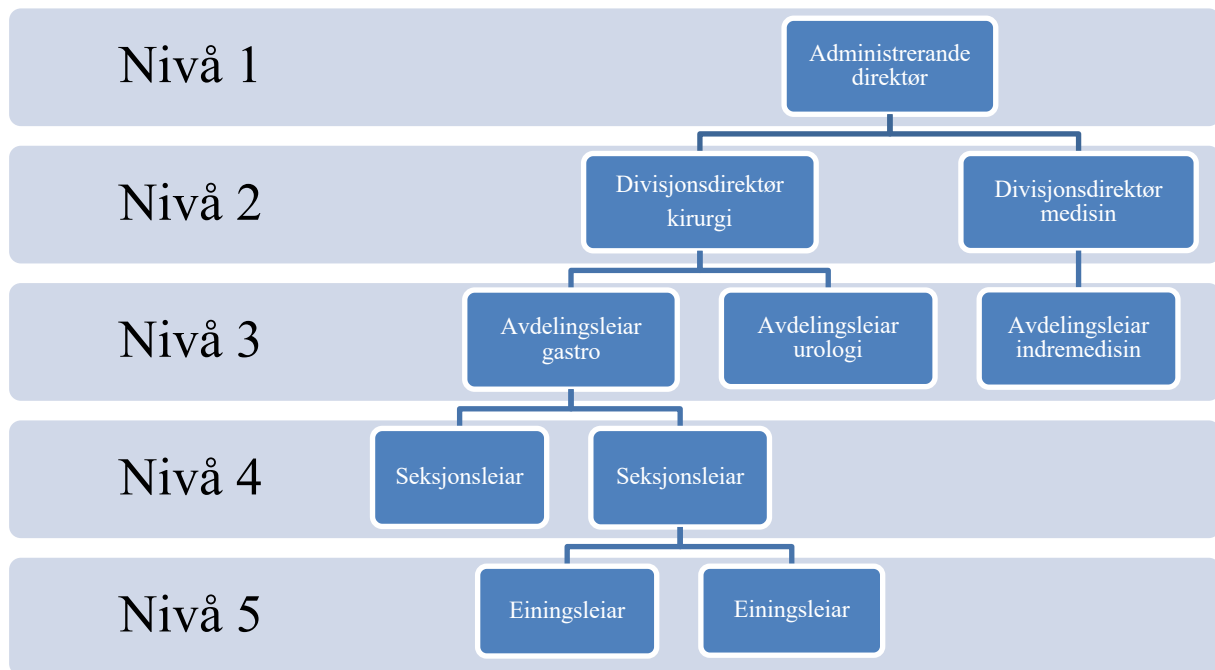 Nivå 1
Administrerande
direktør
Nivå 2
Divisjonsdirektør
kirurgi
Divisjonsdirektør
medisin
Nivå 3
Avdelingsleiar
gastro
Avdelingsleiar
urologi
Avdelingsleiar
indremedisin
Nivå 4
Seksjonsleiar
Seksjonsleiar
Nivå 5
Einingsleiar
Einingsleiar